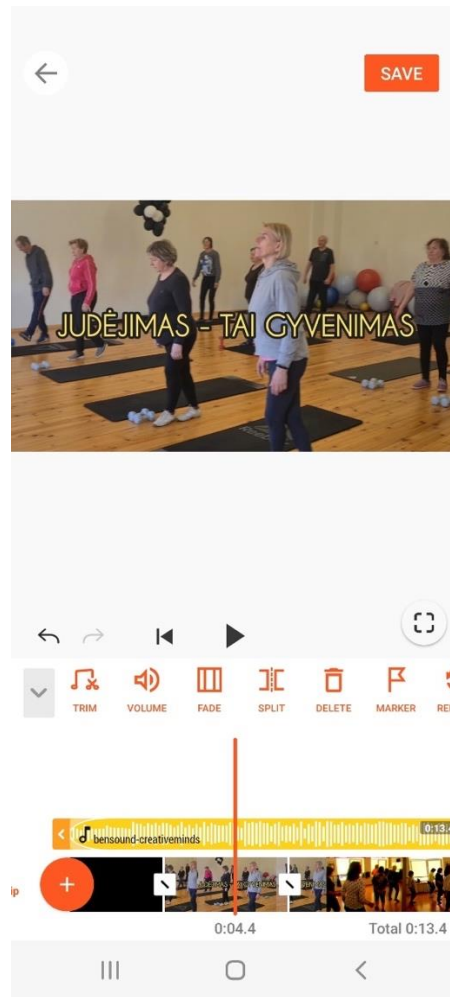 SAVE
JUDĖJIMAS - TAI GYVENIMAS
TRIM VOLUME FADE SPLIT DELETE MARKER
bensound-creativeminds 0:13.4
0:04.4 Total 0:13.4